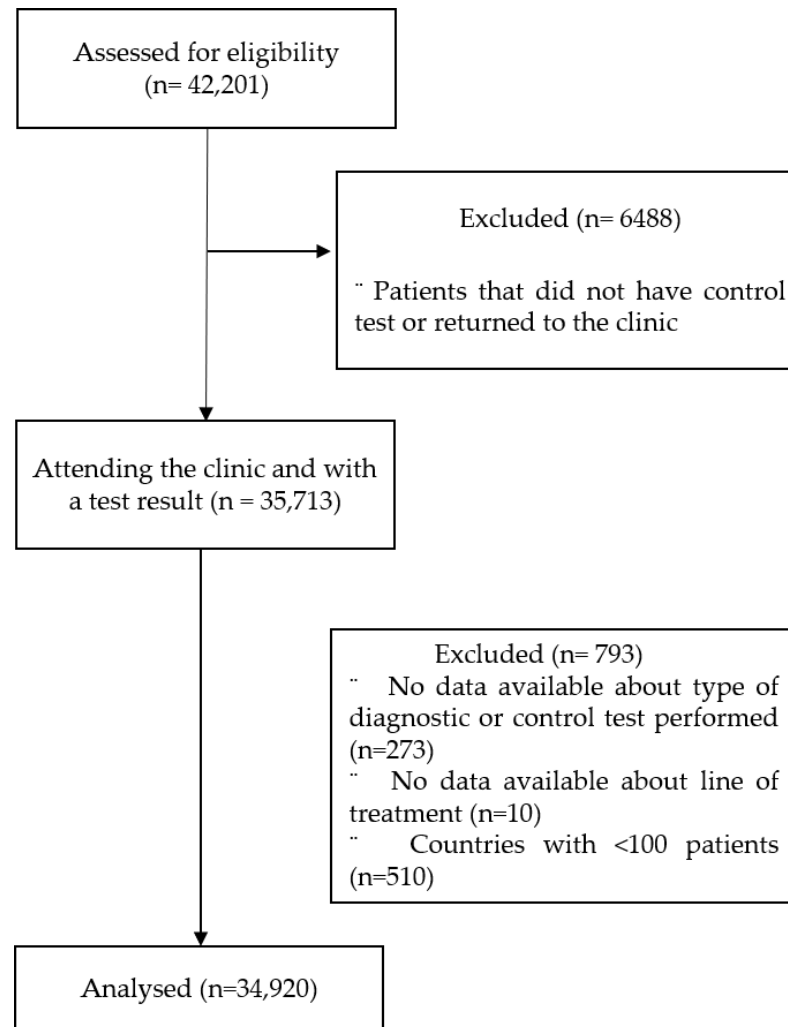 Assessed for eligibility
(n= 42,201)
Excluded (n= 6488)
¨ Patients that did not have control
test or returned to the clinic
Attending the clinic and with
a test result (n = 35,713)
Excluded (n= 793)
¨ No data available about type of
diagnostic or control test performed
(n=273)
¨ No data available about line of
treatment (n=10)
¨ Countries with <100 patients
(n=510)
Analysed (n=34,920)